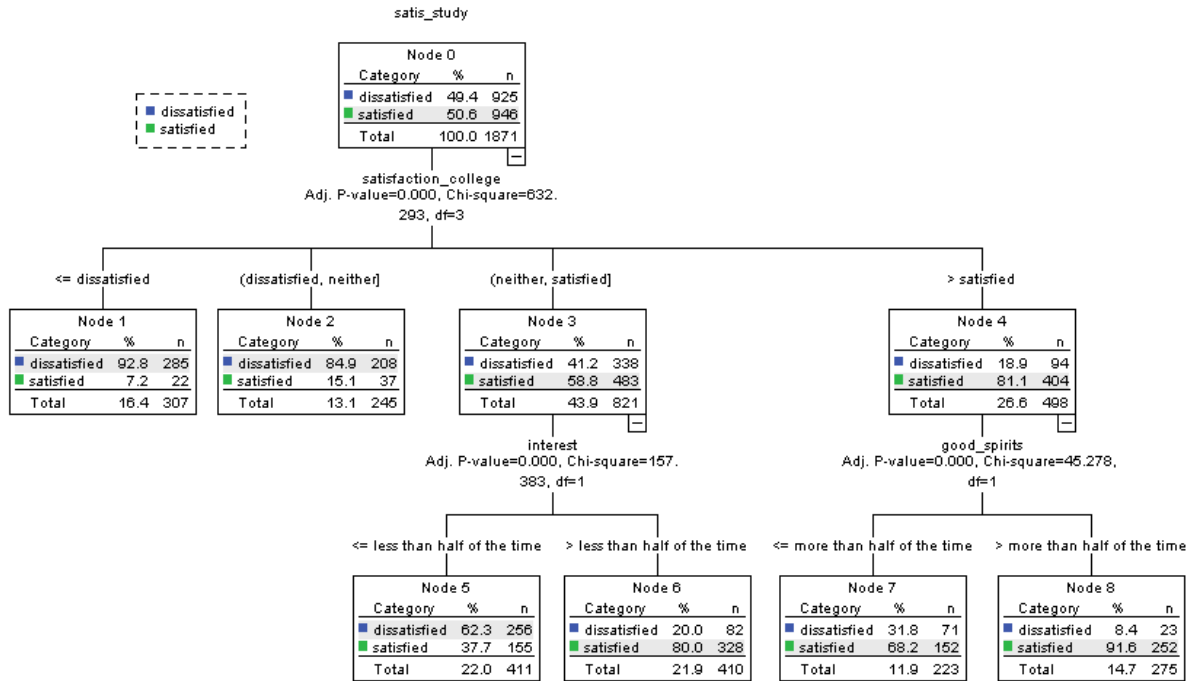 satis_study
Node 0
Category % n
dissatisfied 49.4 925
satisfied 50.6 946
Total 100.0 1871
dissatisfied
satisfied
satisfaction_college
Adj. P-value=0.000, Chi-square=632.
293, df=3
<= dissatisfied
(dissatisfied, neither]
(neither, satisfied]
> satisfied
Node 1
Category % n
dissatisfied 92.8 285
satisfied 7.2 22
Total 16.4 307
Node 2
Category % n
dissatisfied 84.9 208
satisfied 15.1 37
Total 13.1 245
Node 3
Category % n
dissatisfied 41.2 338
satisfied 58.8 483
Total 43.9 821
Node 4
Category % n
dissatisfied 18.9 94
satisfied 81.1 404
Total 26.6 498
interest
Adj. P-value=0.000, Chi-square=157.
383, df=1
good_spirits
Adj. P-value=0.000, Chi-square=45.278,
df=1
<= less than half of the time
> less than half of the time
<= more than half of the time
> more than half of the time
Node 5
Category % n
dissatisfied 62.3 256
satisfied 37.7 155
Total 22.0 411
Node 6
Category % n
dissatisfied 20.0 82
satisfied 80.0 328
Total 21.9 410
Node 7
Category % n
dissatisfied 31.8 71
satisfied 68.2 152
Total 11.9 223
Node 8
Category % n
dissatisfied 8.4 23
satisfied 91.6 252
Total 14.7 275